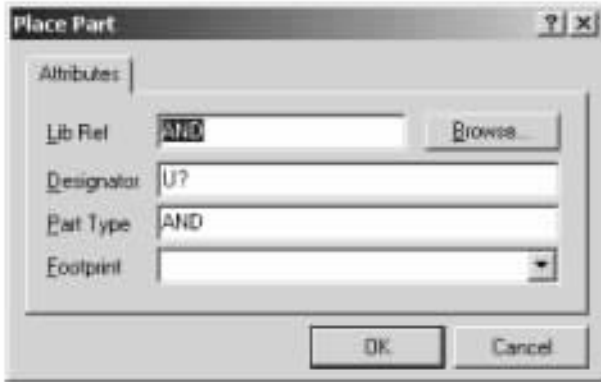 Place Part
Attributes
Lib Ref AND Browse...
Designator U?
Part Type AND
Footprint
OK Cancel